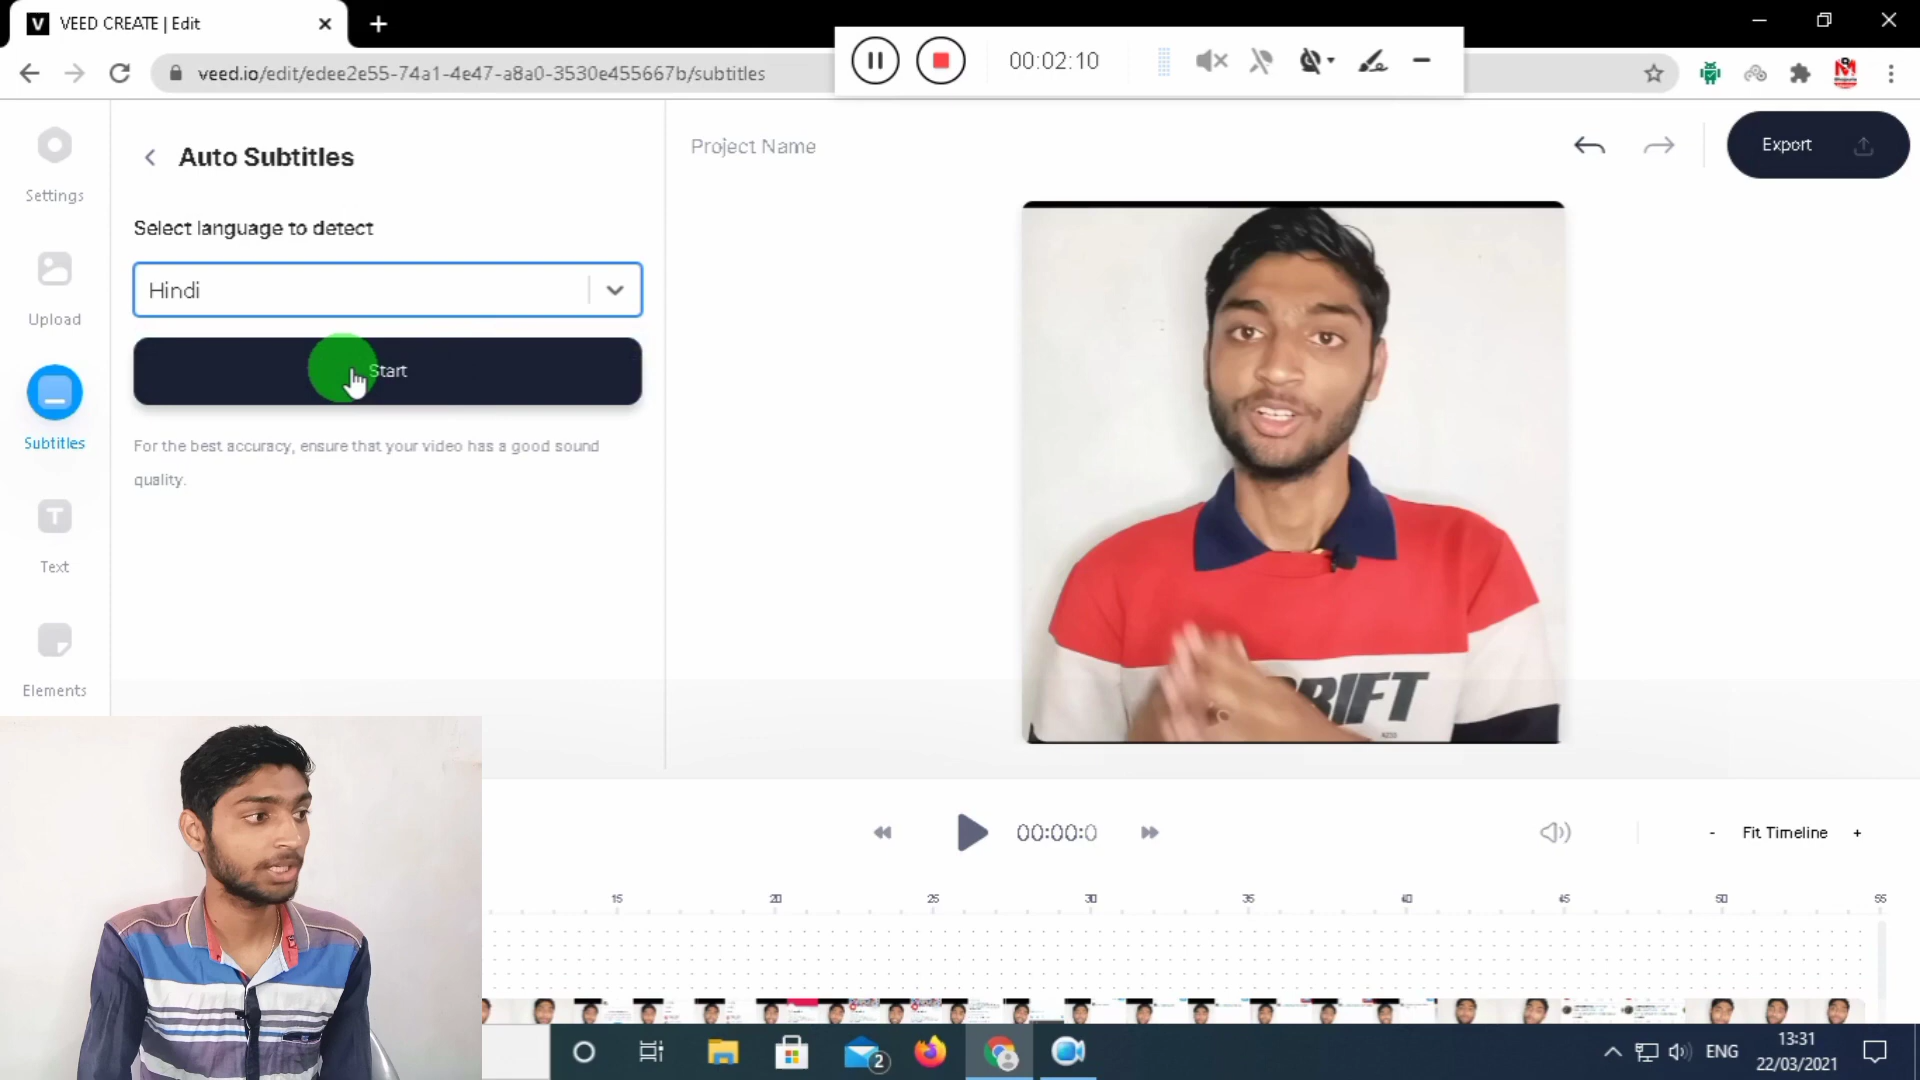 VEED CREATE | Edit
veed.io/edit/edee2e55-74a1-4e47-a8a0-3530e455667b/subtitles
00:02:10
Settings
Upload
Subtitles
Text
Elements
Auto Subtitles
Select language to detect
Hindi
Start
For the best accuracy, ensure that your video has a good sound
quality.
Project Name
Export
RIFT
00:00:0
- Fit Timeline +
15 20 25 30 35 40 45 50 55
2
ENG
13:31
22/03/2021